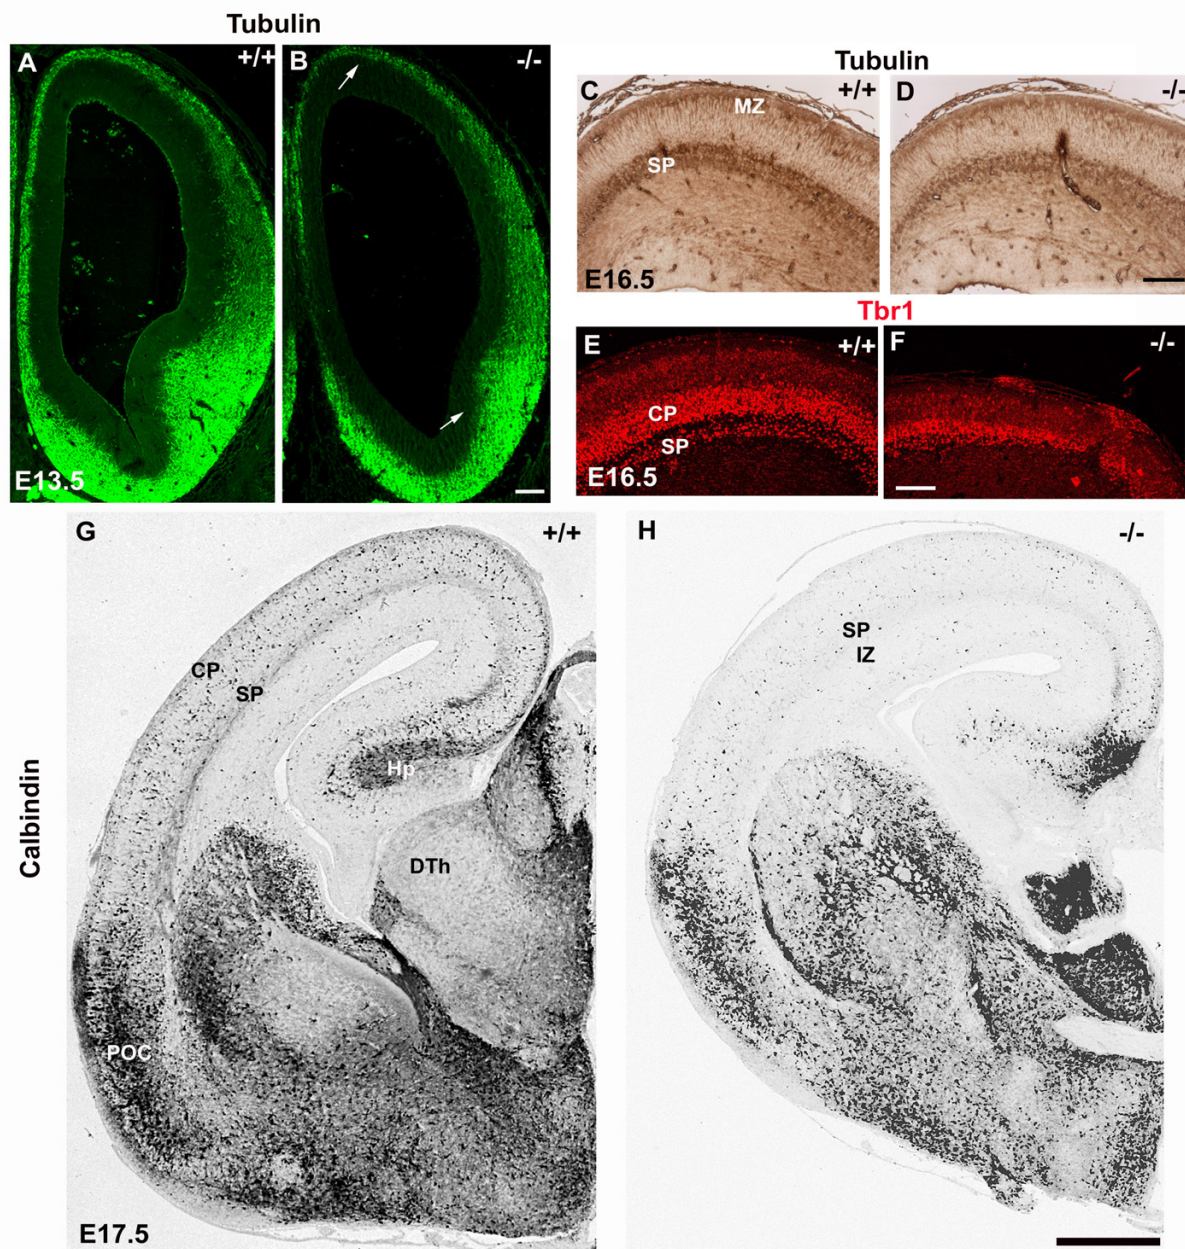 Tubulin
A +/+
B -/-
Tubulin
C +/+
MZ
SP
E16.5
D -/-
Tbr1
E +/+
CP
SP
E16.5
F -/-
E13.5
G +/+
CP
SP
Hp
DTh
POC
E17.5
H -/-
SP
IZ
Calbindin